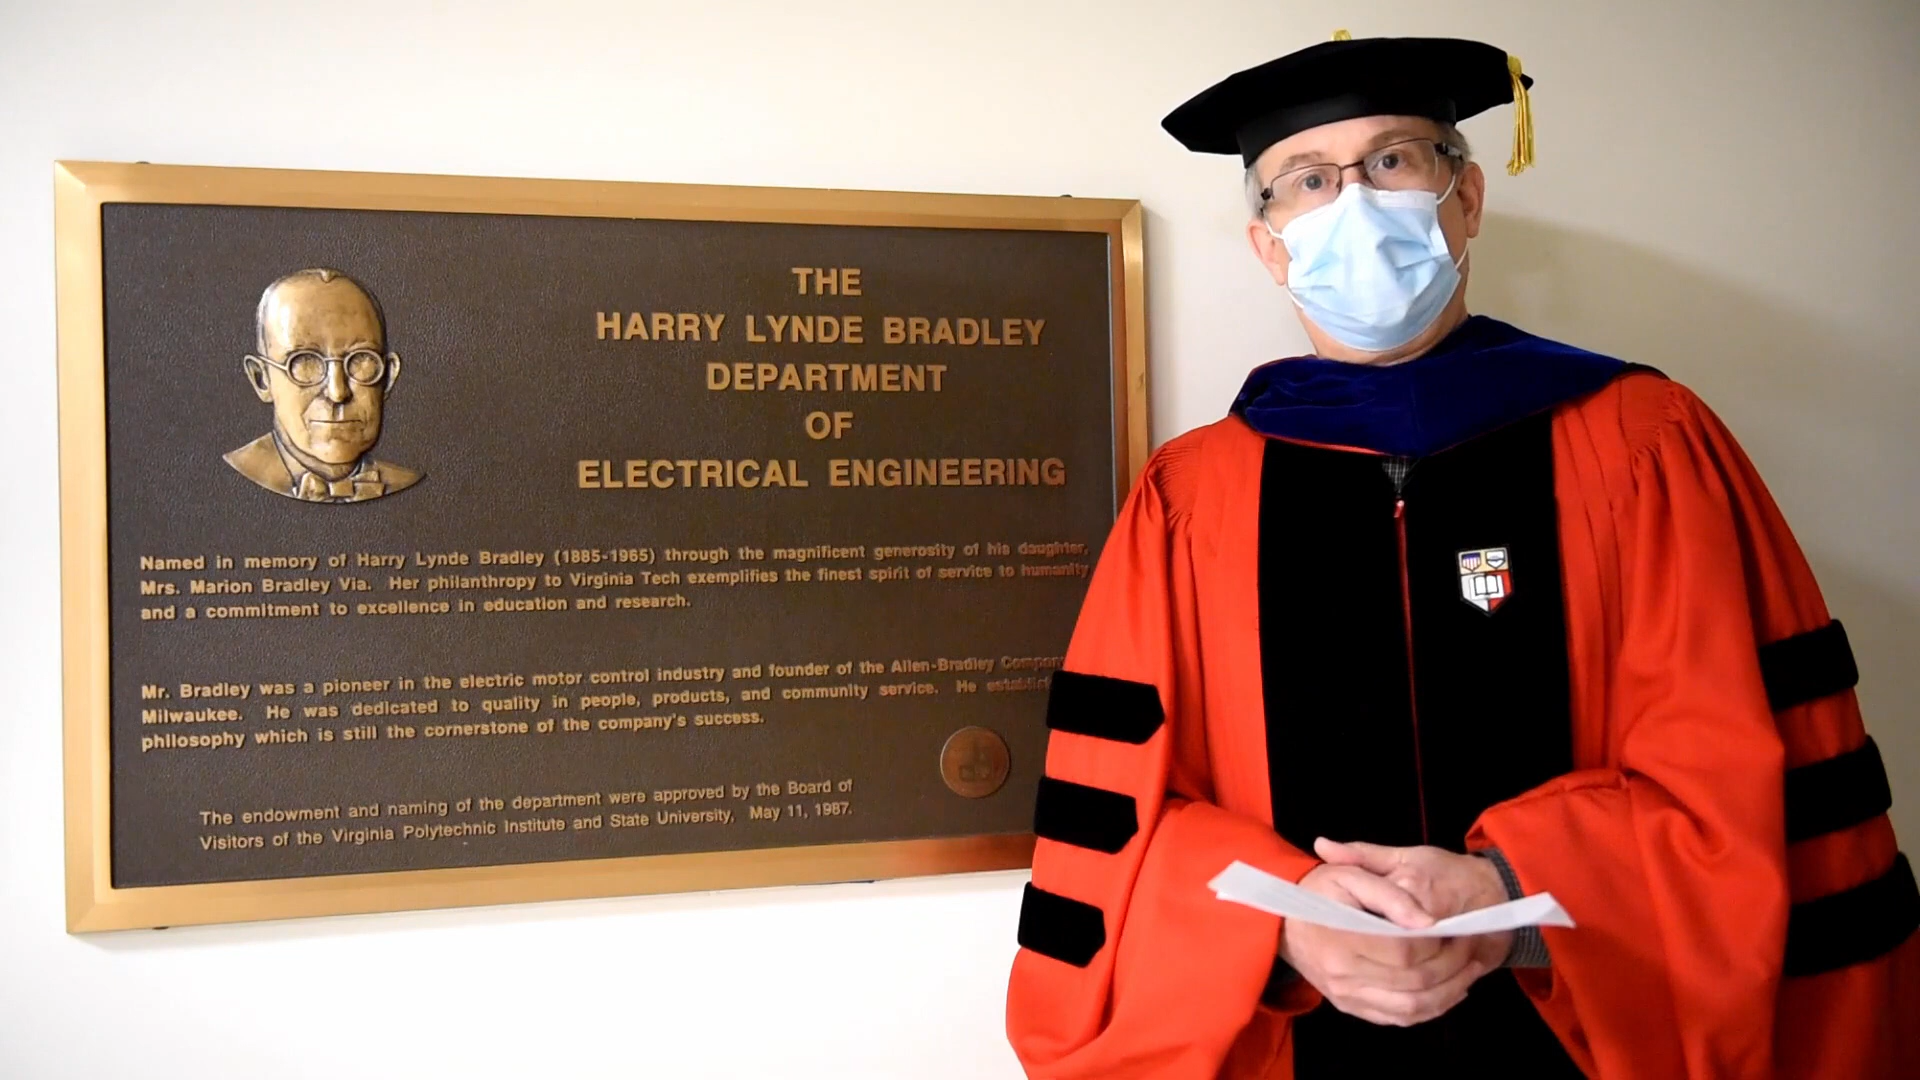 THE
HARRY LYNDE BRADLEY
DEPARTMENT
OF
ELECTRICAL ENGINEERING
Named in memory of Harry Lynde Bradley (1885-1965) through the magnificent generosity of his daughter,
Mrs. Marion Bradley Via. Her philanthropy to Virginia Tech exemplifies the finest spirit of service to humanity
and a commitment to excellence in education and research.
Mr. Bradley was a pioneer in the electric motor control industry and founder of the Allen-Bradley Company
Milwaukee. He was dedicated to quality in people, products, and community service. He
philosophy which is still the cornerstone of the company's success.
The endowment and naming of the department were approved by the Board of
Visitors of the Virginia Polytechnic Institute and State University, May 11, 1987.